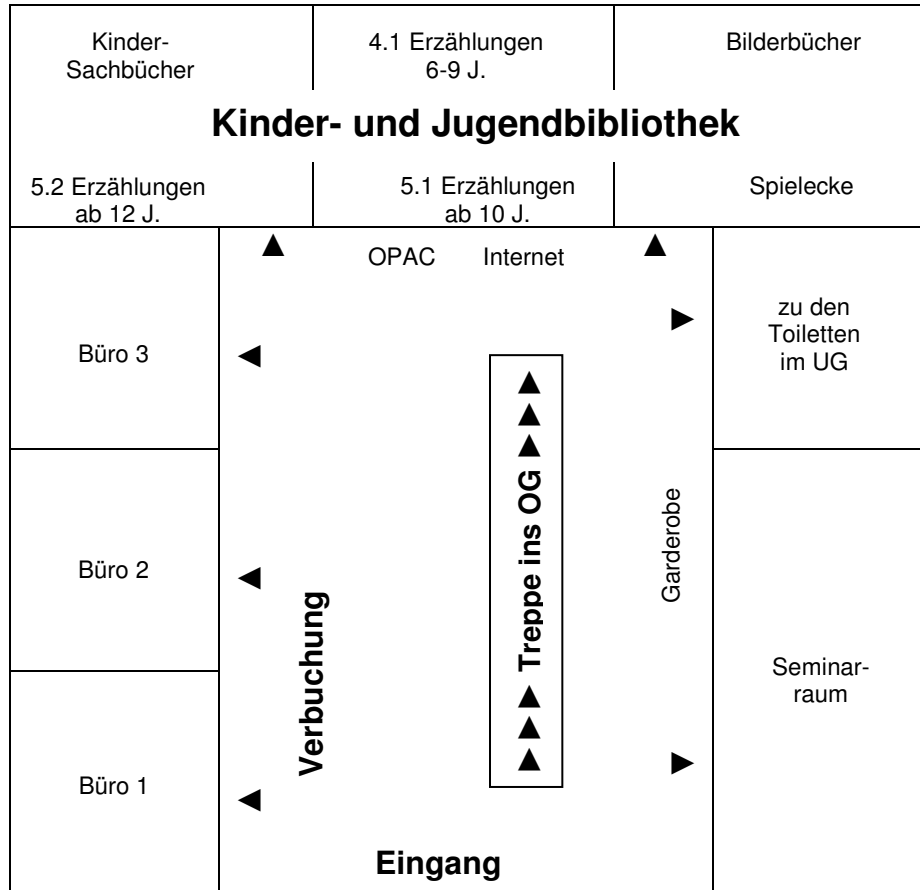 Kinder-
Sachbücher
4.1 Erzählungen
6-9 J.
Bilderbücher
Kinder- und Jugendbibliothek
5.2 Erzählungen
ab 12 J.
5.1 Erzählungen
ab 10 J.
Spielecke
OPAC
Internet
Büro 3
zu den
Toiletten
im UG
Büro 2
Verbuchung
Treppe ins OG
Garderobe
Seminar-
raum
Büro 1
Eingang